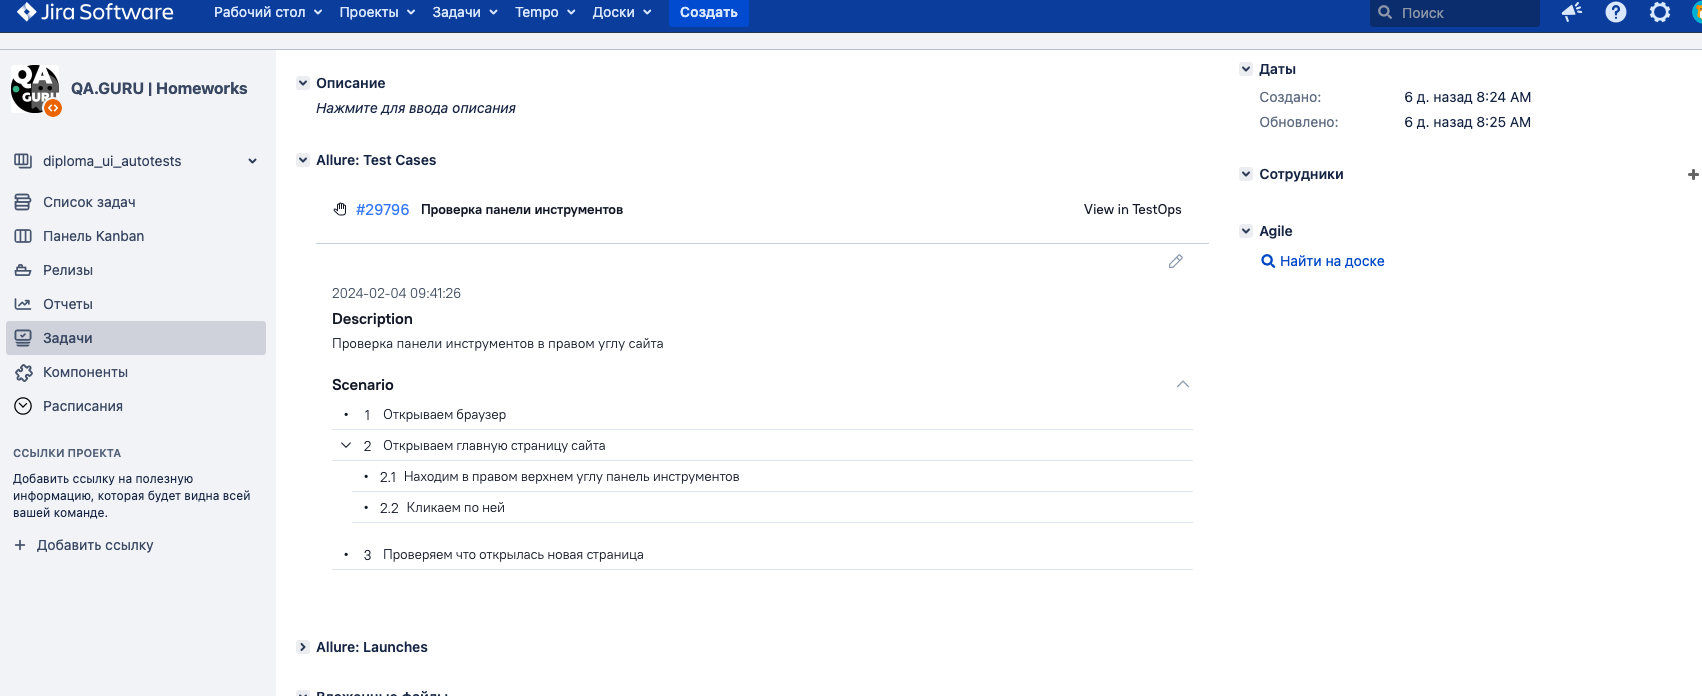 Jira Software
Рабочий стол
Проекты
Задачи
Tempo
Доски
Создать
Поиск
QA
GURU
QA.GURU | Homeworks
diploma_ui_autotests
Список задач
Панель Kanban
Релизы
Отчеты
Задачи
Компоненты
Расписания
ССЫЛКИ ПРОЕКТА
Добавить ссылку на полезную
информацию, которая будет видна всей
вашей команде.
+ Добавить ссылку
Описание
Нажмите для ввода описания
Allure: Test Cases
#29796 Проверка панели инструментов
View in TestOps
2024-02-04 09:41:26
Description
Проверка панели инструментов в правом углу сайта
Scenario
• 1 Открываем браузер
2 Открываем главную страницу сайта
• 2.1 Находим в правом верхнем углу панель инструментов
• 2.2 Кликаем по ней
• 3 Проверяем что открылась новая страница
Allure: Launches
Вложенные файлы
Даты
Создано: 6 д. назад 8:24 AM
Обновлено: 6 д. назад 8:25 AM
Сотрудники
Agile
Найти на доске